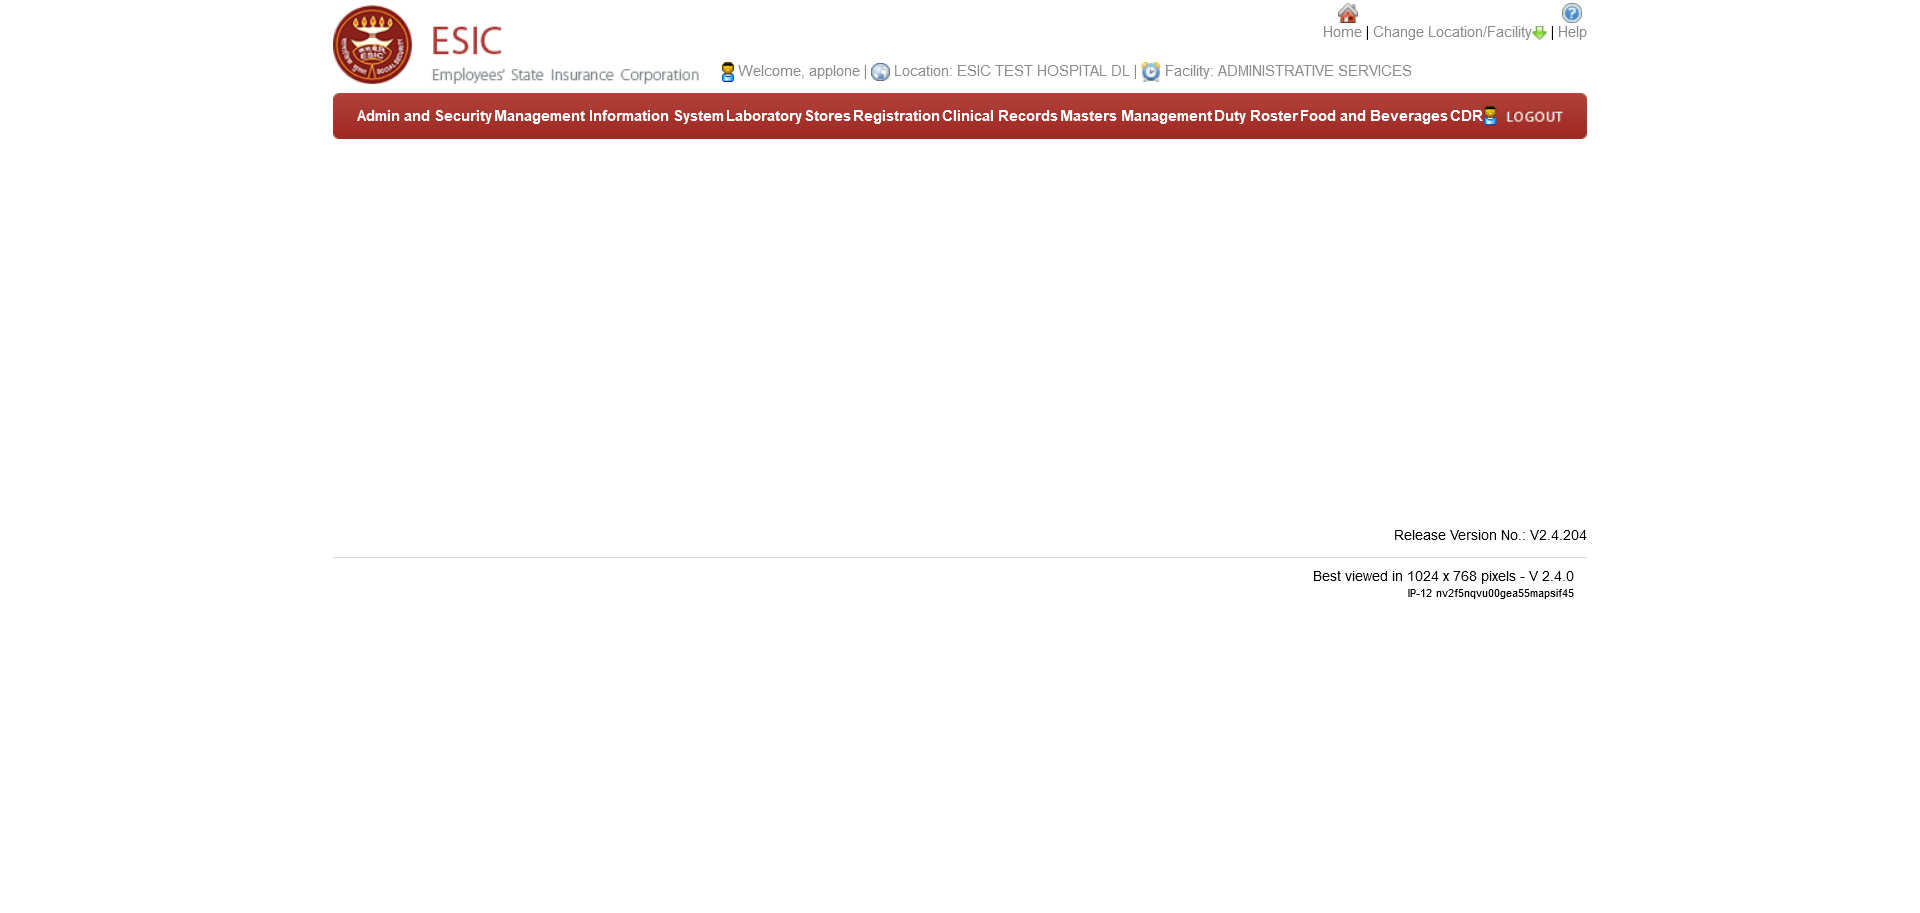 Home | Change Location/Facility | Help
ESIC
Employees' State Insurance Corporation
Welcome, applone | Location: ESIC TEST HOSPITAL DL | Facility: ADMINISTRATIVE SERVICES
Admin and Security Management Information System Laboratory Stores Registration Clinical Records Masters Management Duty Roster Food and Beverages CDR LOGOUT
Release Version No.: V2.4.204
Best viewed in 1024 x 768 pixels - V 2.4.0
IP-12 nv2f5nqvu00gea55mapsif45